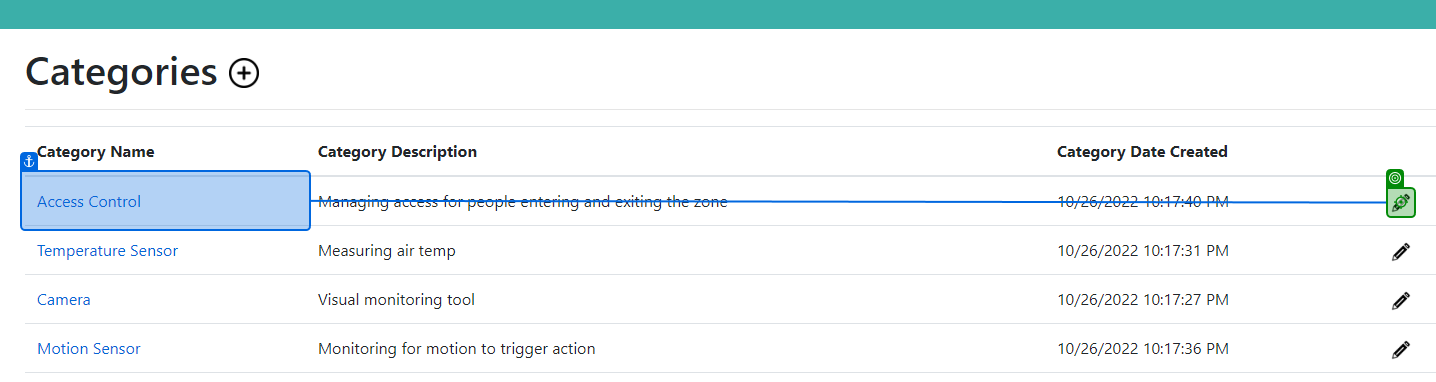 Categories
Category Name Category Description Category Date Created
Access Control Managing access for people entering and exiting the zone 10/26/2022 10:17:40 PM
Temperature Sensor Measuring air temp 10/26/2022 10:17:31 PM
Camera Visual monitoring tool 10/26/2022 10:17:27 PM
Motion Sensor Monitoring for motion to trigger action 10/26/2022 10:17:36 PM